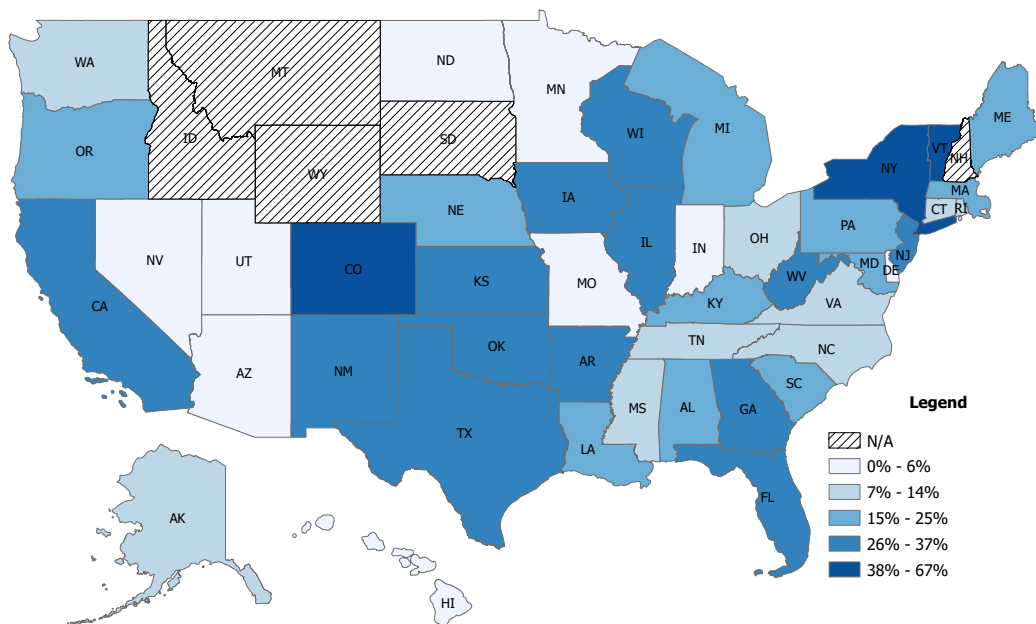 WA
MT
ND
MN
ID
OR
WY
SD
WI
MI
ME
VT
NH
NY
MA
CT
RI
NE
IA
PA
NJ
NV
UT
CO
KS
MO
IL
IN
OH
WV
MD
DE
VA
KY
CA
AZ
NM
OK
AR
TN
NC
SC
TX
LA
MS
AL
GA
FL
AK
HI
Legend
N/A
0% - 6%
7% - 14%
15% - 25%
26% - 37%
38% - 67%